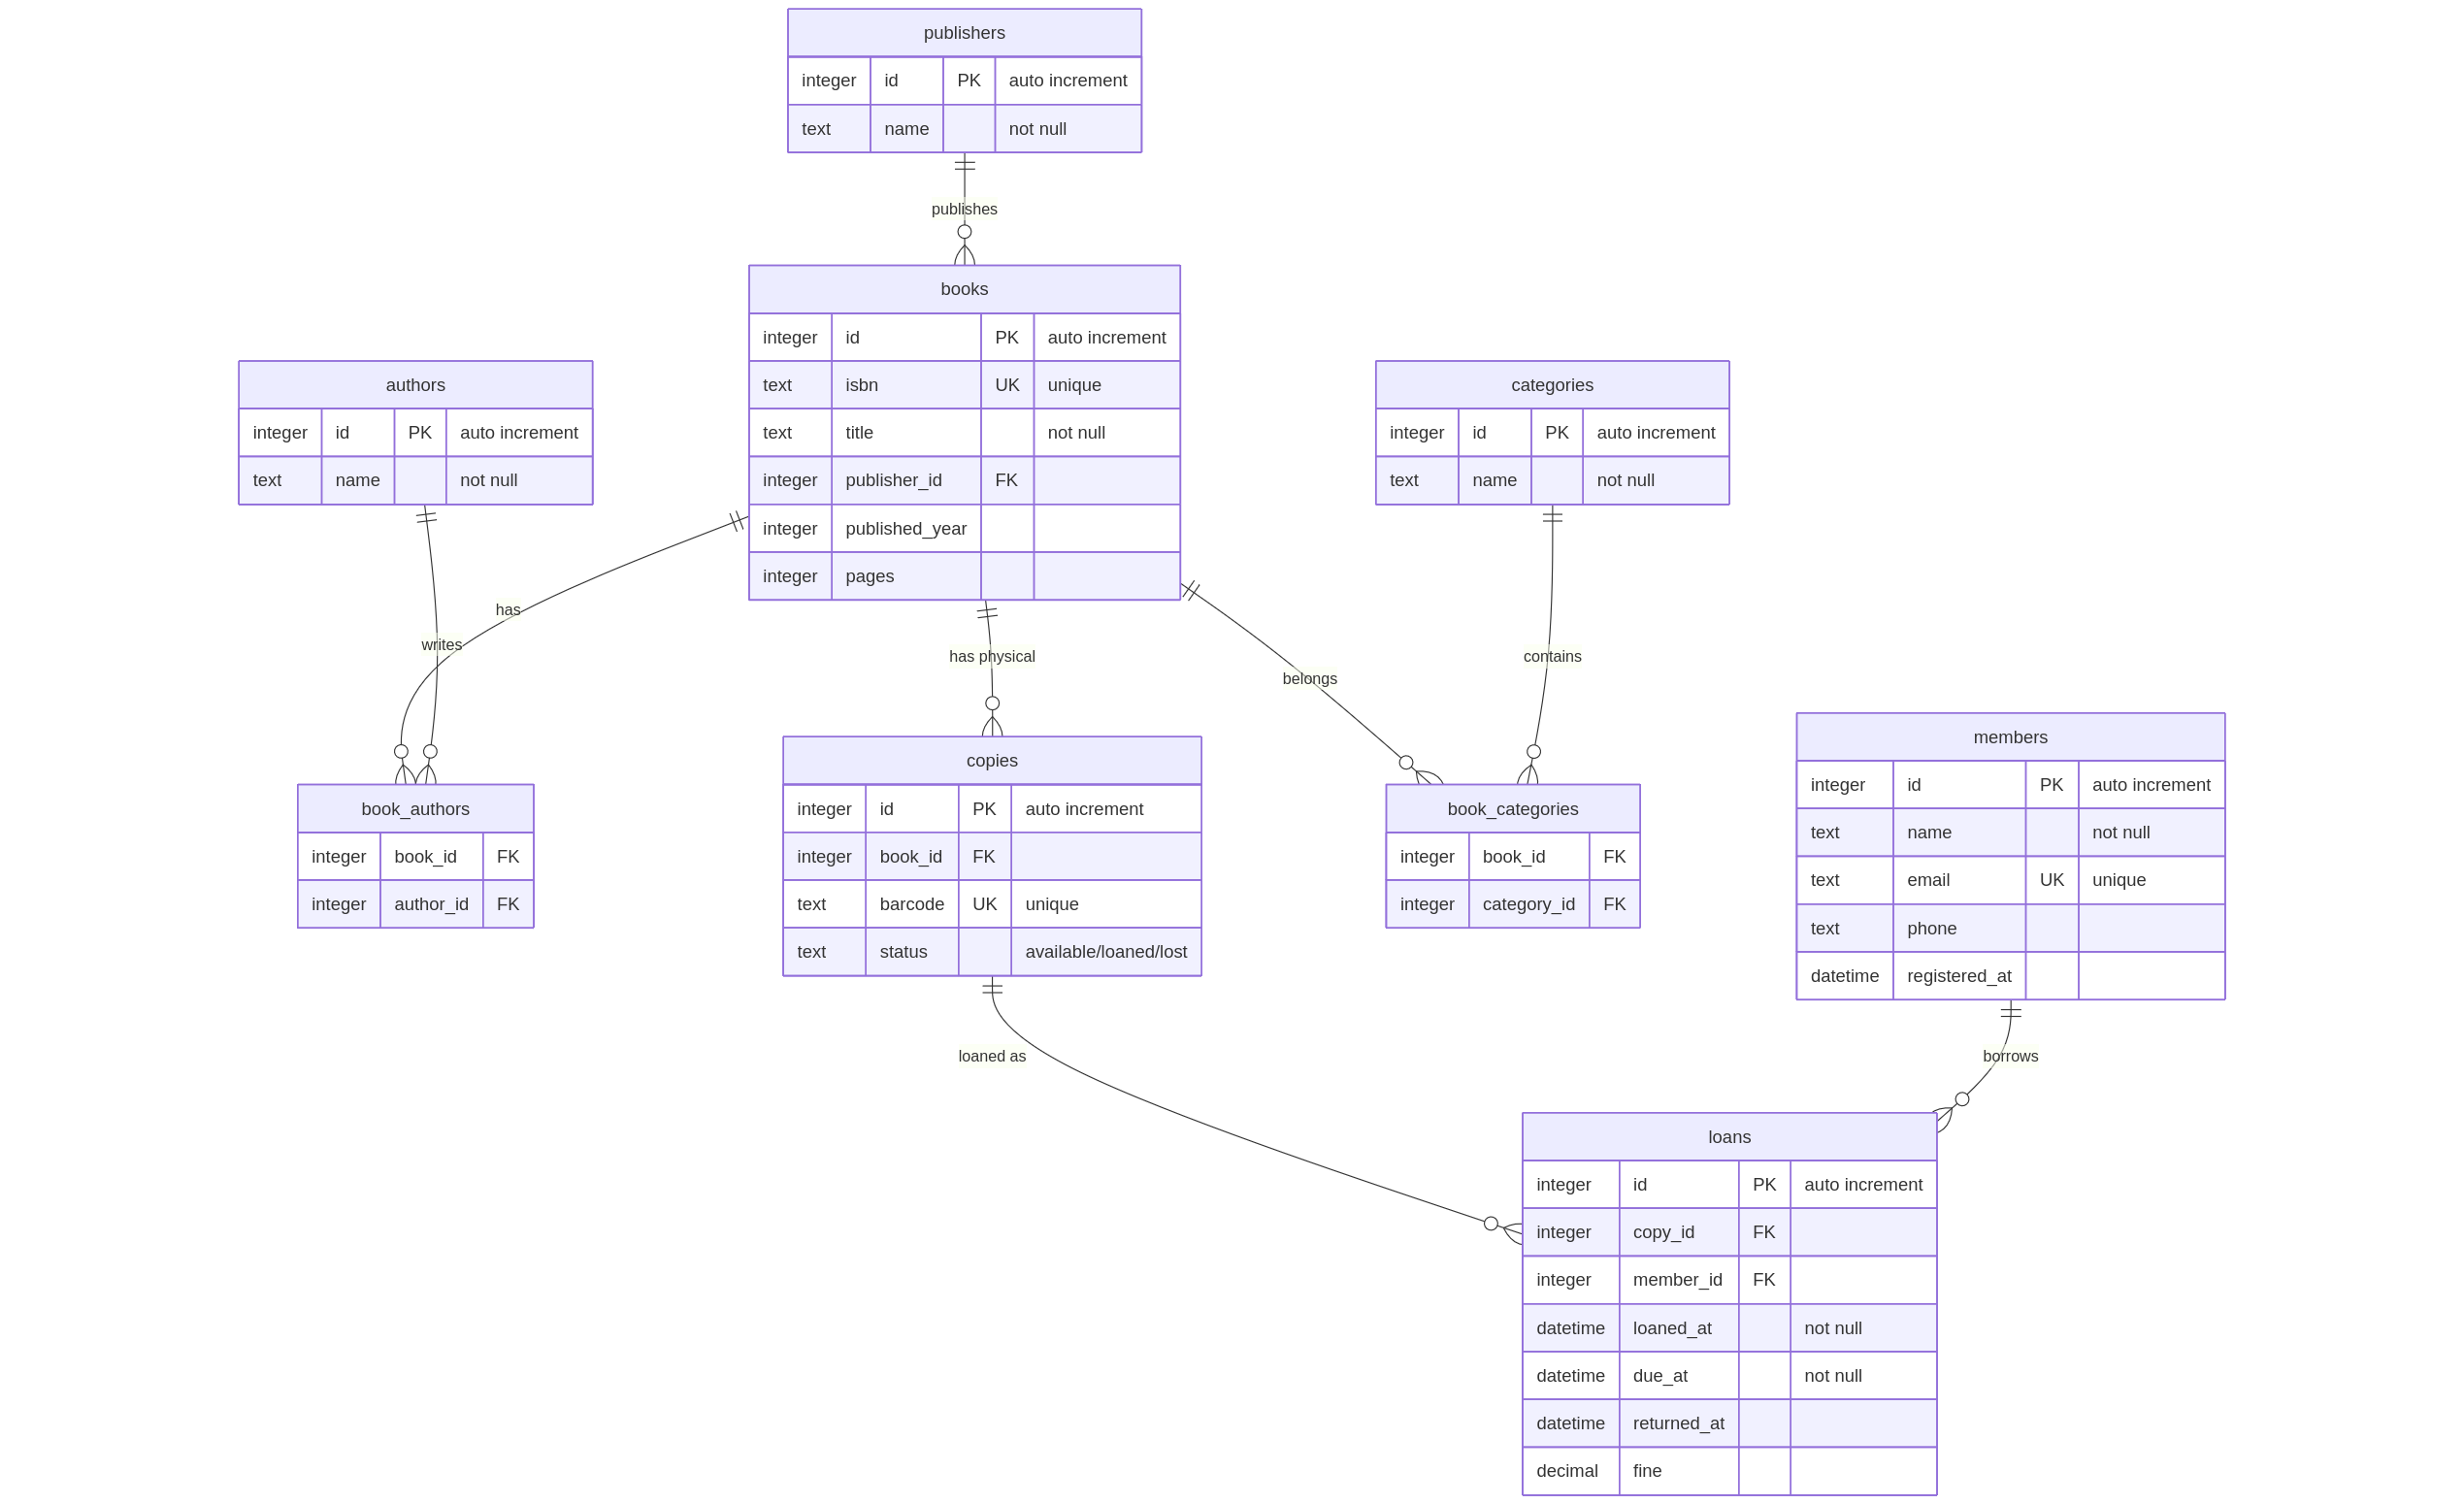 publishers
integer id PK auto increment
text name not null
publishes
books
integer id PK auto increment
text isbn UK unique
text title not null
integer publisher_id FK
integer published_year
integer pages
authors
integer id PK auto increment
text name not null
categories
integer id PK auto increment
text name not null
has
writes
has physical
belongs
contains
book_authors
integer book_id FK
integer author_id FK
copies
integer id PK auto increment
integer book_id FK
text barcode UK unique
text status available/loaned/lost
book_categories
integer book_id FK
integer category_id FK
members
integer id PK auto increment
text name not null
text email UK unique
text phone
datetime registered_at
loaned as
borrows
loans
integer id PK auto increment
integer copy_id FK
integer member_id FK
datetime loaned_at not null
datetime due_at not null
datetime returned_at
decimal fine